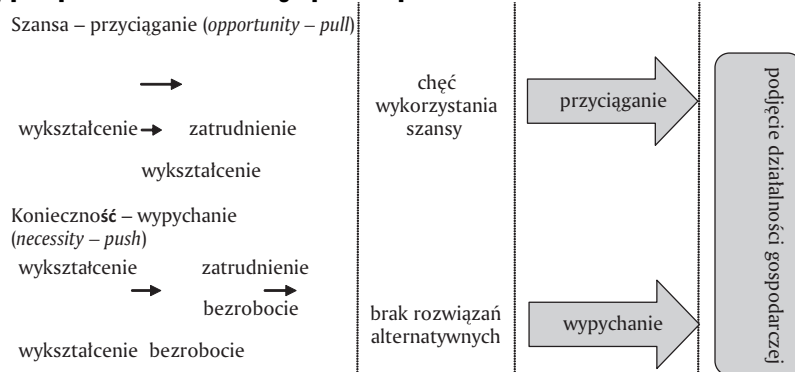 Szansa – przyciąganie (opportunity – pull)
wykształcenie → zatrudnienie
wykształcenie
chęć
wykorzystania
szansy
przyciąganie
Konieczność – wypychanie
(necessity – push)
wykształcenie zatrudnienie
bezrobocie
wykształcenie bezrobocie
brak rozwiązań
alternatywnych
wypychanie
podjęcie działalności gospodarczej